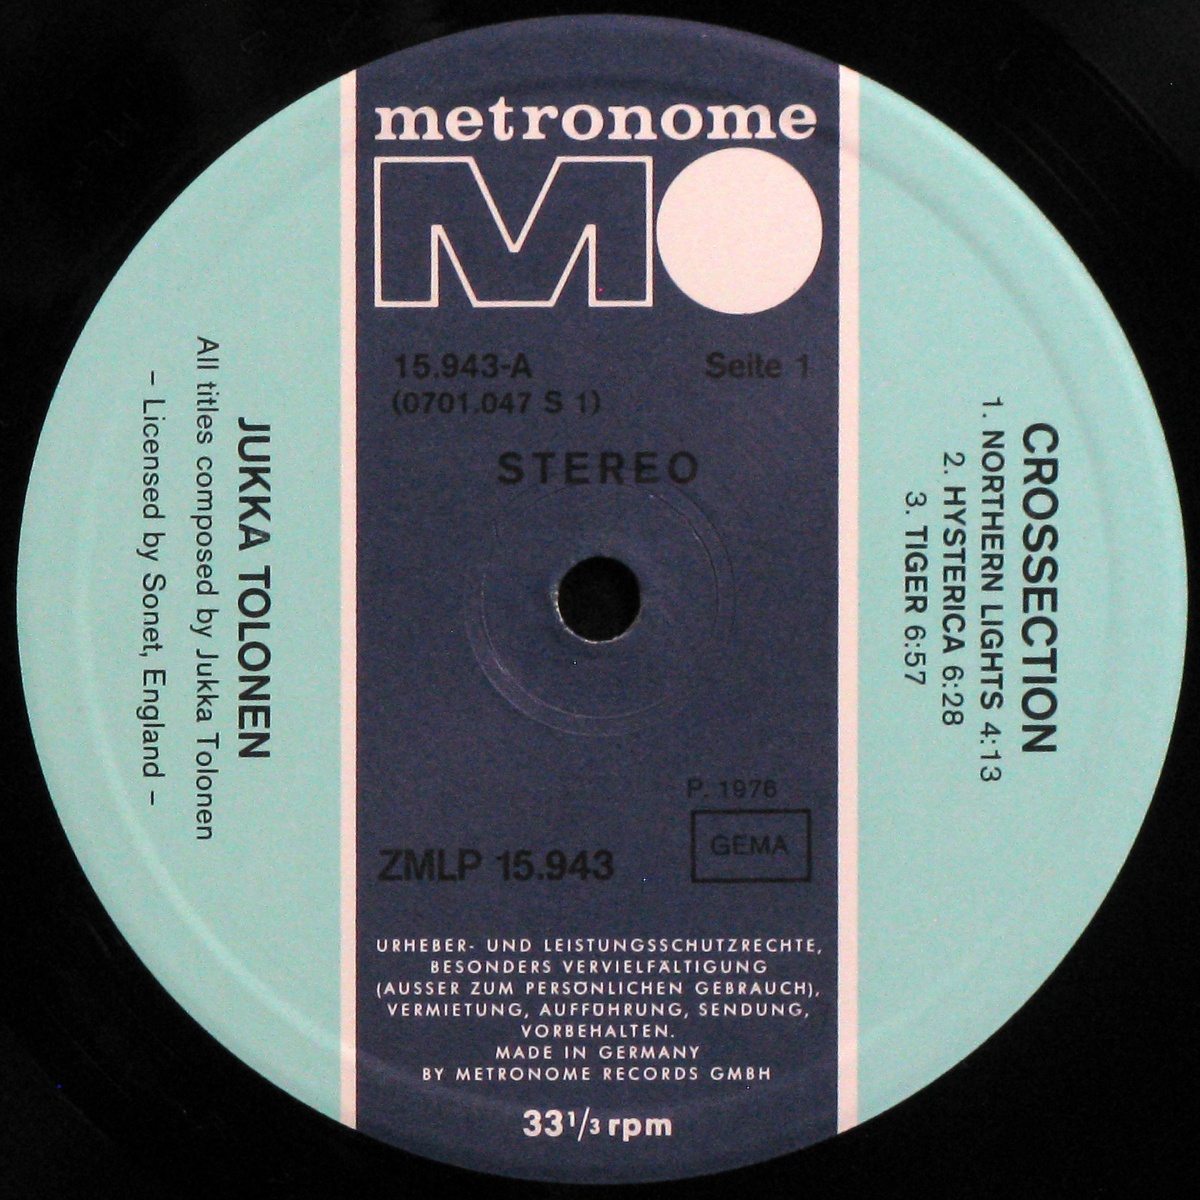 metronome
MO
15.943-A
Seite 1
(0701.047 S 1)
STEREO
CROSSECTION
1. NORTHERN LIGHTS 4:13
2. HYSTERICA 6:28
3. TIGER 6:57
JUKKA TOLONEN
All titles composed by Jukka Tolonen
– Licensed by Sonet, England –
P. 1976
GEMA
ZMLP 15.943
URHEBER- UND LEISTUNGSSCHUTZRECHTE,
BESONDERS VERVIELFÄLTIGUNG
(AUSSER ZUM PERSÖNLICHEN GEBRAUCH),
VERMIETUNG, AUFFÜHRUNG, SENDUNG,
VORBEHALTEN.
MADE IN GERMANY
BY METRONOME RECORDS GMBH
33 1/3 rpm